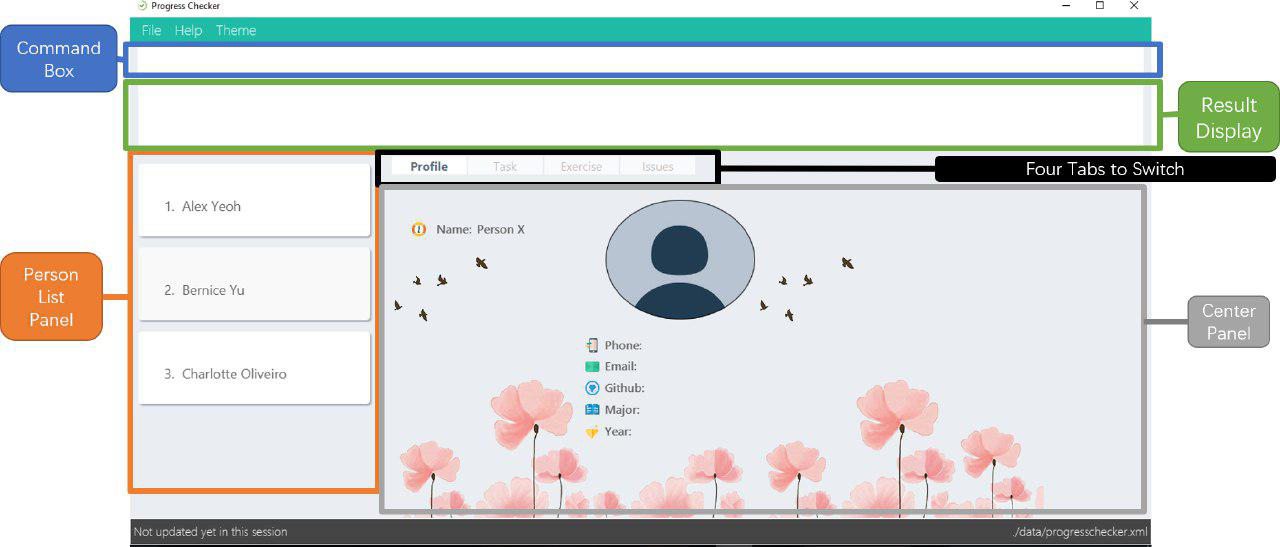 Progress Checker
File Help Theme
Command
Box
Result
Display
Profile Task Exercise Issues
Four Tabs to Switch
1. Alex Yeoh
2. Bernice Yu
3. Charlotte Oliveiro
Person
List
Panel
Name: Person X
Phone:
Email:
Github:
Major:
Year:
Center
Panel
Not updated yet in this session
./data/progresschecker.xml